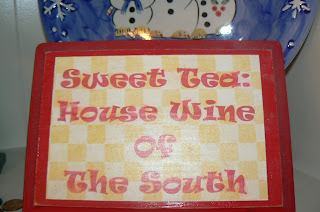 Sweet Tea:
House Wine
Of
The South